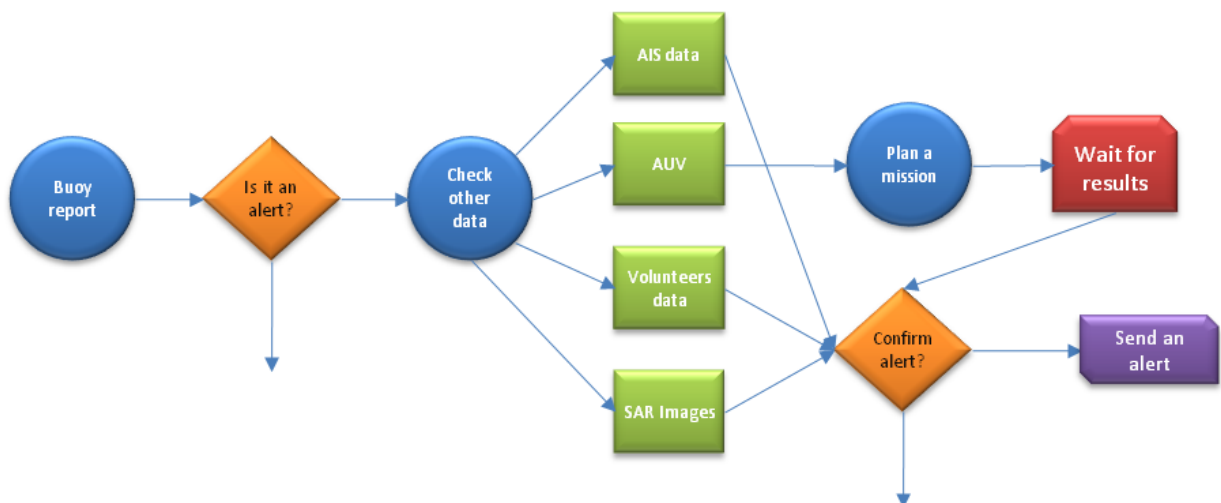 Buoy
report
Is it an
alert?
Check
other
data
AIS data
AUV
Volunteers
data
SAR Images
Plan a
mission
Wait for
results
Confirm
alert?
Send an
alert